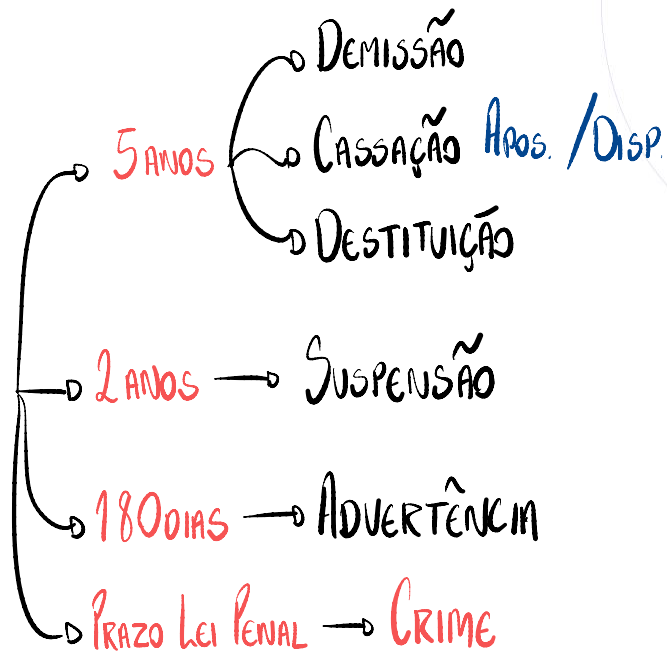 DEMISSÃO
5 ANOS CASSAÇÃO APOS. / DISP.
DESTITUIÇÃO
2 ANOS SUSPENSÃO
180 DIAS ADVERTÊNCIA
PRAZO LEI PENAL CRIME